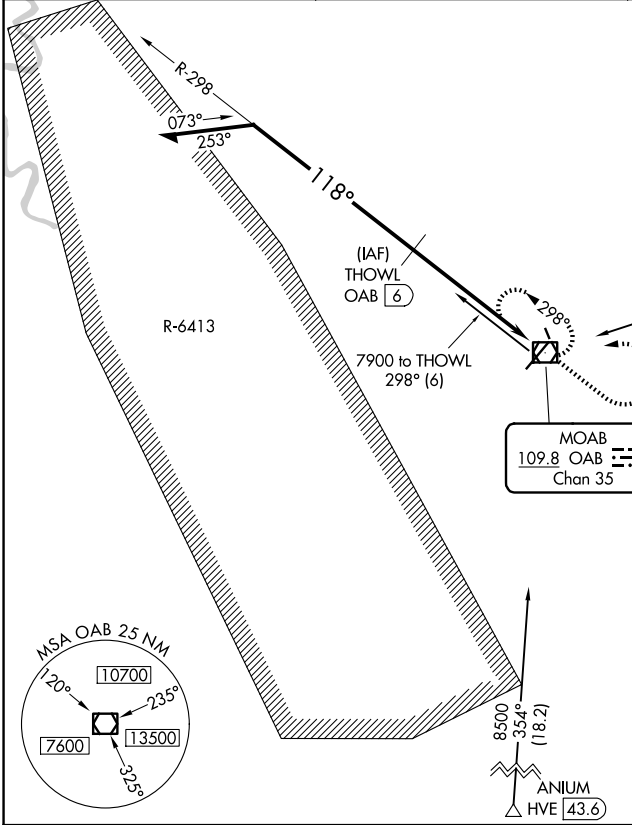 R-298
073°
253°
118°
(IAF)
THOWL
OAB 6
298°
R-6413
7900 to THOWL
298° (6)
MOAB
109.8 OAB
Chan 35
MSA OAB 25 NM
120°
10700
235°
7600
13500
325°
8500
354°
(18.2)
ANIUM
HVE 43.6